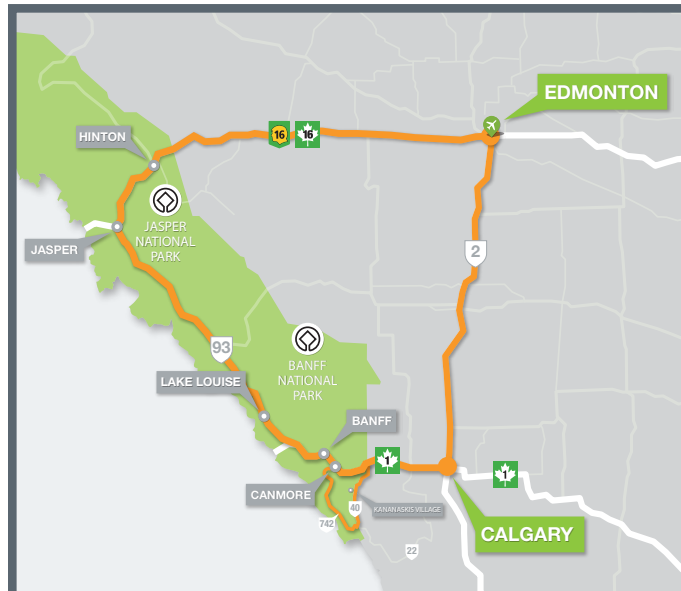 EDMONTON
16
16
HINTON
JASPER
NATIONAL
PARK
JASPER
2
93
BANFF
NATIONAL
PARK
LAKE LOUISE
BANFF
1
1
CANMORE
40
KANANASKIS VILLAGE
742
CALGARY
22